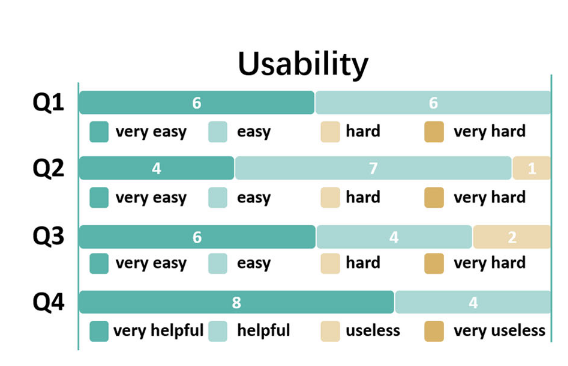 Usability
Q1 6 6
very easy easy hard very hard
Q2 4 7 1
very easy easy hard very hard
Q3 6 4 2
very easy easy hard very hard
Q4 8 4
very helpful helpful useless very useless